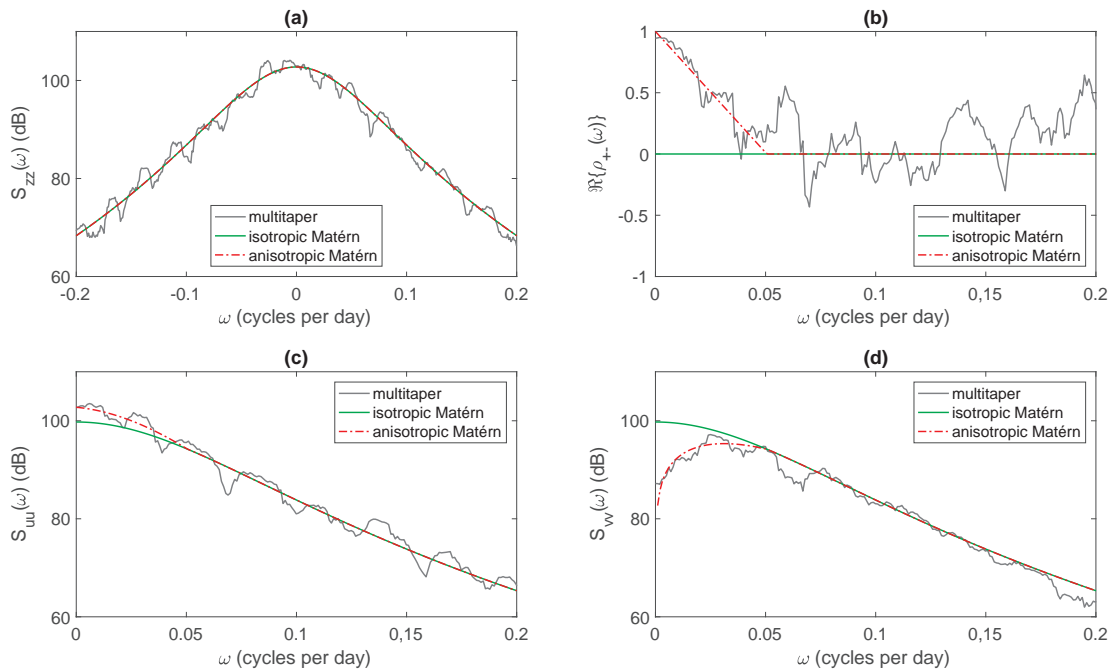 (a)
100
80
60
S_zz(ω) (dB)
-0.2
-0.1
0
0.1
0.2
ω (cycles per day)
multitaper
isotropic Matérn
anisotropic Matérn
(b)
1
0.5
0
-0.5
-1
ℜ{ρ_+-(ω)}
0
0.05
0.1
0,15
0.2
ω (cycles per day)
multitaper
isotropic Matérn
anisotropic Matérn
(c)
100
80
60
S_uu(ω) (dB)
0
0.05
0.1
0,15
0.2
ω (cycles per day)
multitaper
isotropic Matérn
anisotropic Matérn
(d)
100
80
60
S_vv(ω) (dB)
0
0.05
0.1
0,15
0.2
ω (cycles per day)
multitaper
isotropic Matérn
anisotropic Matérn